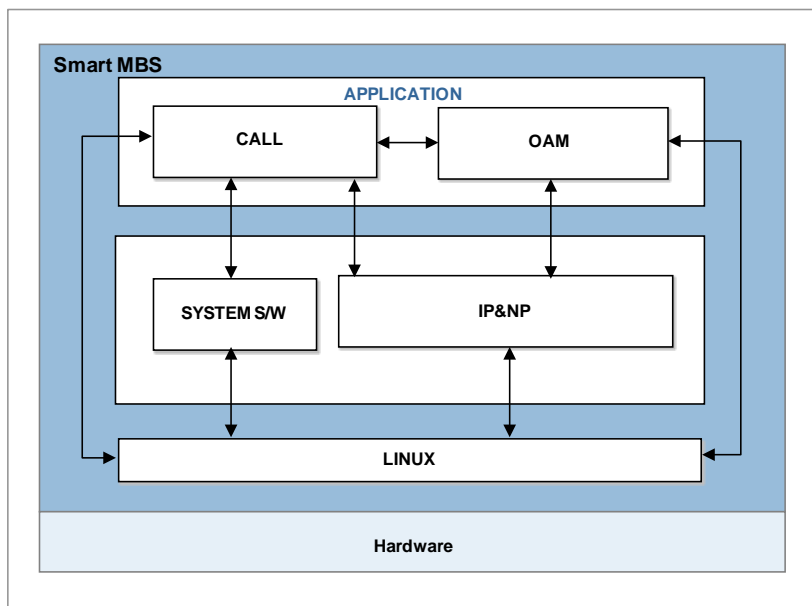 Smart MBS
APPLICATION
CALL
OAM
SYSTEM S/W
IP&NP
LINUX
Hardware